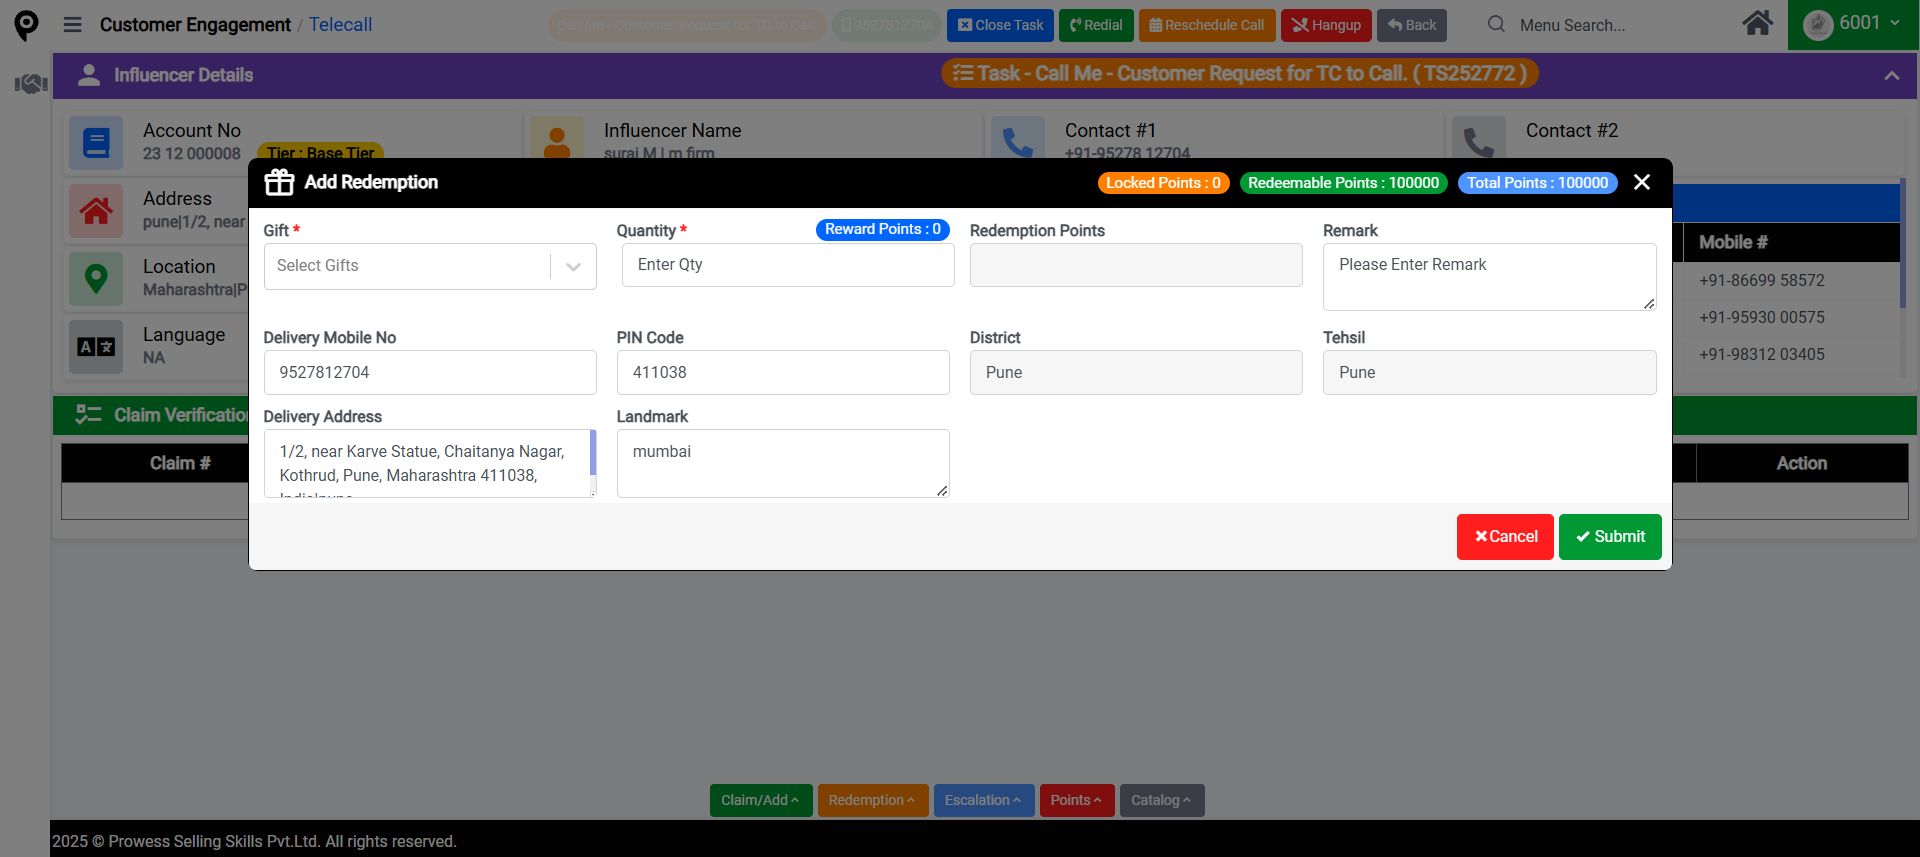 Customer Engagement / Telecall
Call Me - Customer Request for TC to Call
9527812704
Close Task
Redial
Reschedule Call
Hangup
Back
Menu Search...
6001
Influencer Details
Task - Call Me - Customer Request for TC to Call. ( TS252772 )
Account No
23 12 000008
Tier : Base Tier
Influencer Name
suraj M | m firm
Contact #1
+91-95278 12704
Contact #2
Address
pune|1/2, near
Location
Maharashtra|P
Language
NA
Mobile #
+91-86699 58572
+91-95930 00575
+91-98312 03405
Add Redemption
Locked Points : 0
Redeemable Points : 100000
Total Points : 100000
Gift *
Select Gifts
Quantity *
Reward Points : 0
Enter Qty
Redemption Points
Remark
Please Enter Remark
Delivery Mobile No
9527812704
PIN Code
411038
District
Pune
Tehsil
Pune
Delivery Address
1/2, near Karve Statue, Chaitanya Nagar,
Kothrud, Pune, Maharashtra 411038,
India|pune
Landmark
mumbai
Cancel
Submit
Claim Verification
Claim #
Action
Claim/Add
Redemption
Escalation
Points
Catalog
2025 © Prowess Selling Skills Pvt.Ltd. All rights reserved.